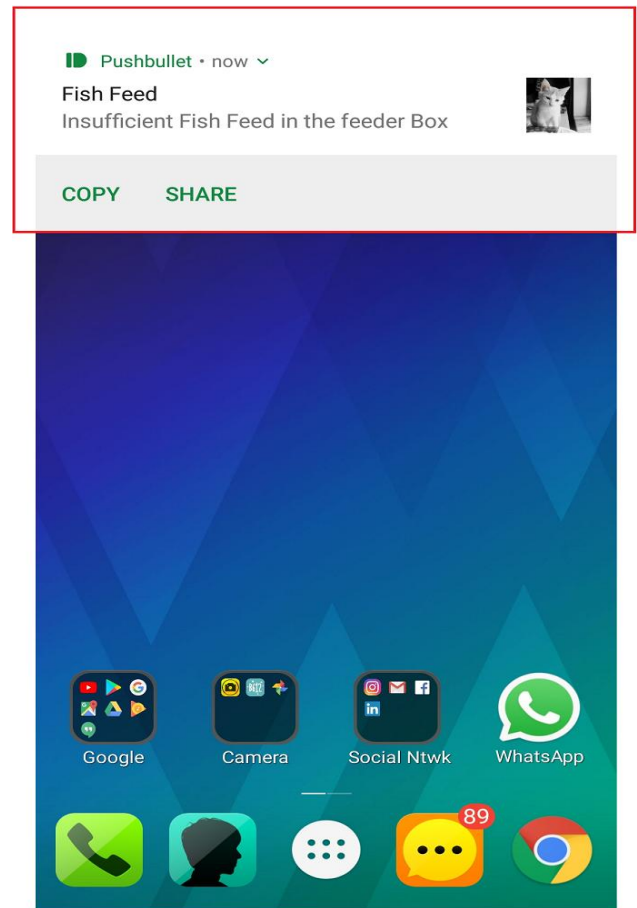 Pushbullet • now
Fish Feed
Insufficient Fish Feed in the feeder Box
COPY SHARE
Google Camera Social Ntwk WhatsApp
89